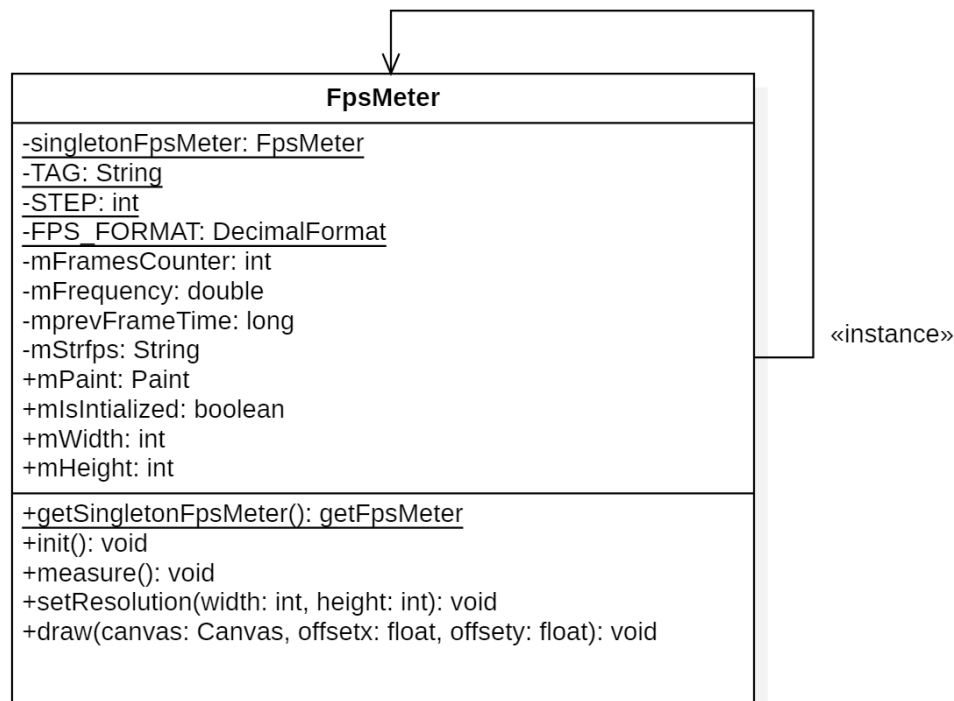 FpsMeter
-singletonFpsMeter: FpsMeter
-TAG: String
-STEP: int
-FPS_FORMAT: DecimalFormat
-mFramesCounter: int
-mFrequency: double
-mprevFrameTime: long
-mStrfps: String
+mPaint: Paint
+mIsIntialized: boolean
+mWidth: int
+mHeight: int
«instance»
+getSingletonFpsMeter(): getFpsMeter
+init(): void
+measure(): void
+setResolution(width: int, height: int): void
+draw(canvas: Canvas, offsetx: float, offsety: float): void